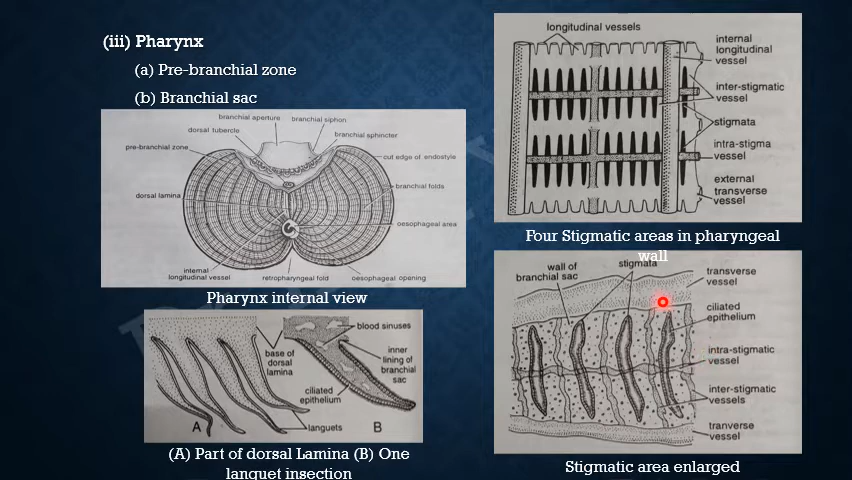 (iii) Pharynx
(a) Pre-branchial zone
(b) Branchial sac
branchial aperture
branchial siphon
dorsal tubercle
branchial sphincter
pre-branchial zone
cut edge of endostyle
branchial folds
dorsal lamina
oesophageal area
internal
longitudinal vessel
retropharyngeal fold
oesophageal opening
Pharynx internal view
blood sinuses
base of
dorsal
lamina
inner
lining of
branchial
sac
ciliated
epithelium
languets
A
B
(A) Part of dorsal Lamina (B) One
languet insection
longitudinal vessels
internal
longitudinal
vessel
inter-stigmatic
vessel
stigmata
intra-stigma
vessel
external
transverse
vessel
Four Stigmatic areas in pharyngeal
wall
wall of
branchial sac
stigmata
transverse
vessel
ciliated
epithelium
intra-stigmatic
vessel
inter-stigmatic
vessels
tranverse
vessel
Stigmatic area enlarged